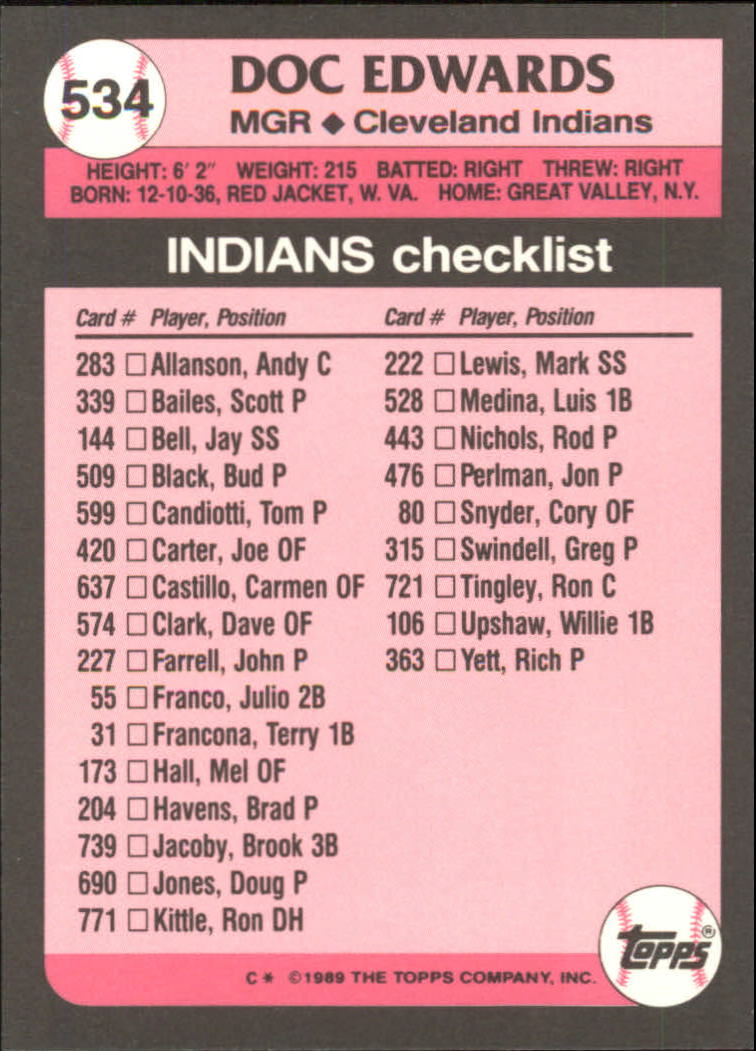 534
DOC EDWARDS
MGR ◆ Cleveland Indians
HEIGHT: 6' 2" WEIGHT: 215 BATTED: RIGHT THREW: RIGHT
BORN: 12-10-36, RED JACKET, W. VA. HOME: GREAT VALLEY, N.Y.
INDIANS checklist
Card # Player, Position
283 □ Allanson, Andy C
339 □ Bailes, Scott P
144 □ Bell, Jay SS
509 □ Black, Bud P
599 □ Candiotti, Tom P
420 □ Carter, Joe OF
637 □ Castillo, Carmen OF
574 □ Clark, Dave OF
227 □ Farrell, John P
55 □ Franco, Julio 2B
31 □ Francona, Terry 1B
173 □ Hall, Mel OF
204 □ Havens, Brad P
739 □ Jacoby, Brook 3B
690 □ Jones, Doug P
771 □ Kittle, Ron DH
Card # Player, Position
222 □ Lewis, Mark SS
528 □ Medina, Luis 1B
443 □ Nichols, Rod P
476 □ Perlman, Jon P
80 □ Snyder, Cory OF
315 □ Swindell, Greg P
721 □ Tingley, Ron C
106 □ Upshaw, Willie 1B
363 □ Yett, Rich P
C * ©1989 THE TOPPS COMPANY, INC.
Topps®